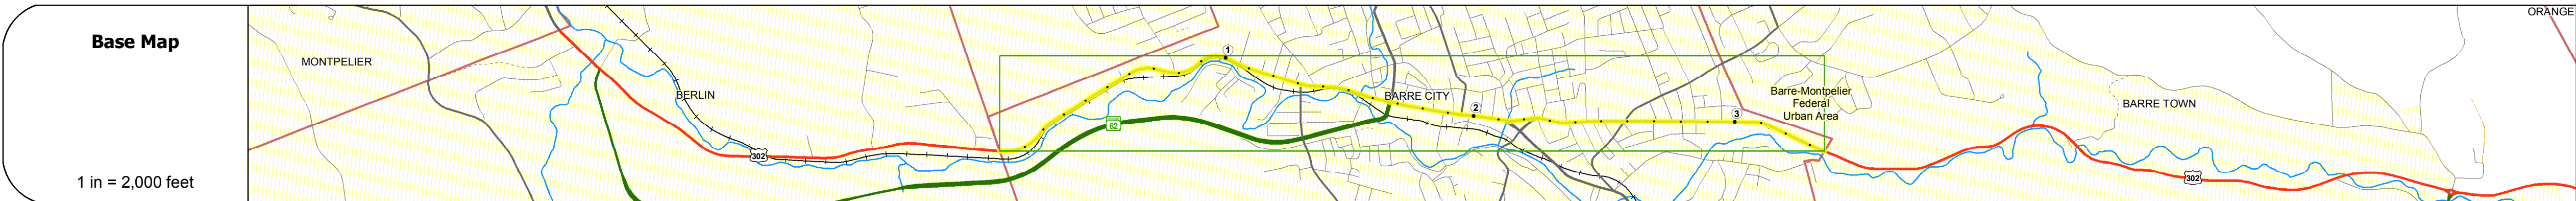 Base Map
1 in = 2,000 feet
MONTPELIER
BERLIN
302
62
1
BARRE CITY
2
3
Barre-Montpelier
Federal
Urban Area
BARRE TOWN
302
ORANGE